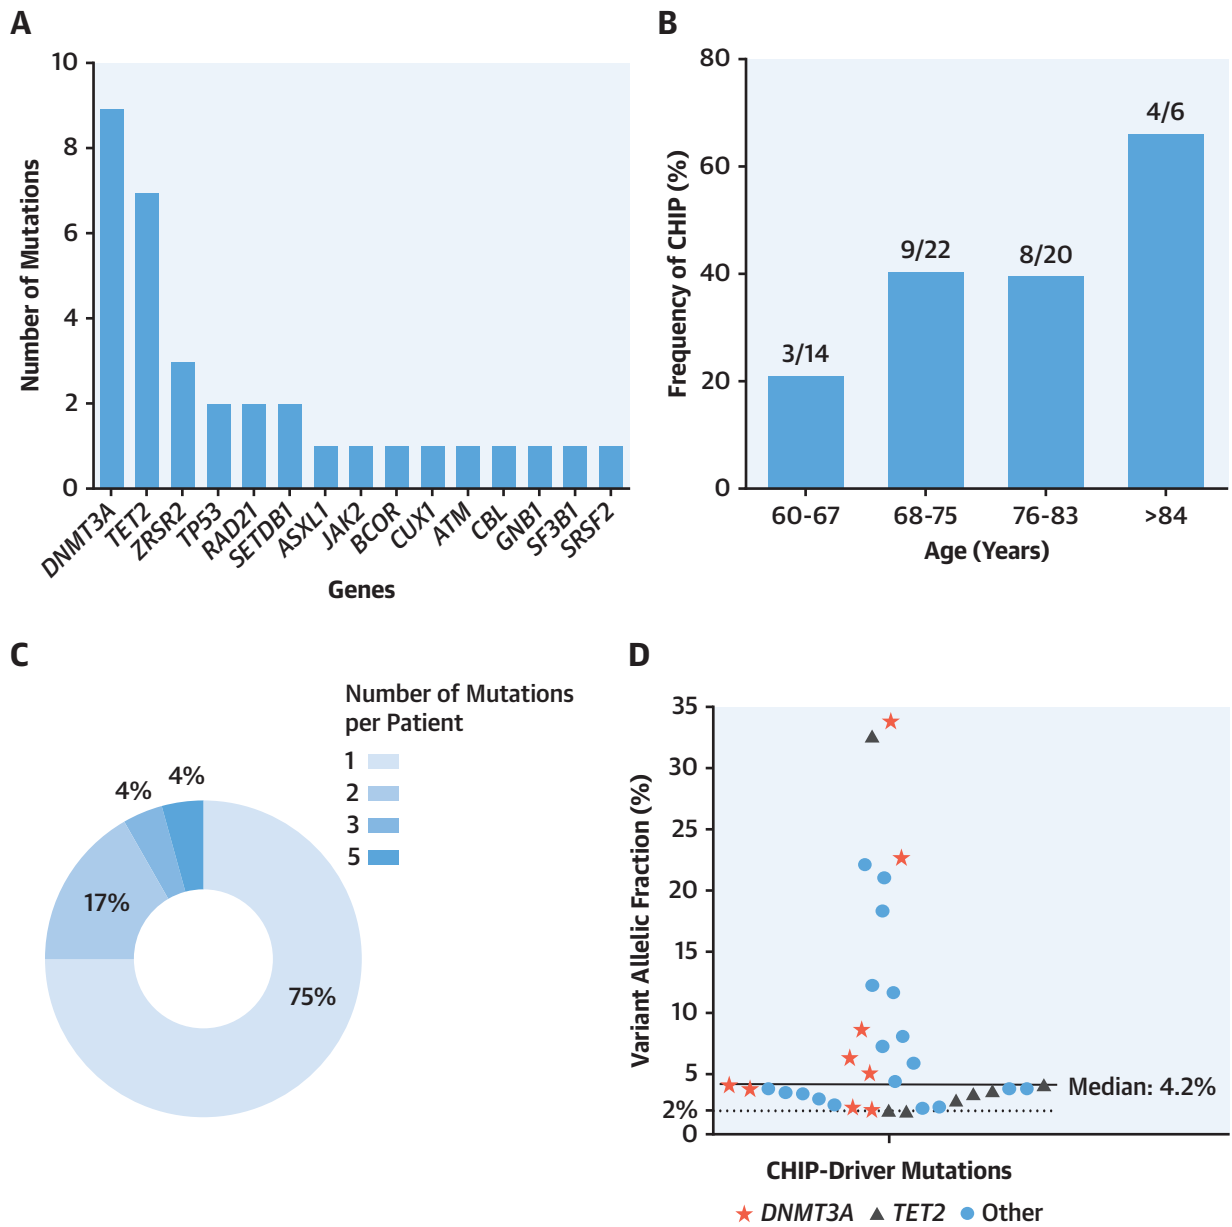 A
10
8
6
4
2
0
Number of Mutations
DNMT3A
TET2
ZRSR2
TP53
RAD21
SETDB1
ASXL1
JAK2
BCOR
CUX1
ATM
CBL
GNB1
SF3B1
SRSF2
Genes
B
80
60
40
20
0
Frequency of CHIP (%)
3/14
9/22
8/20
4/6
60-67
68-75
76-83
>84
Age (Years)
C
Number of Mutations
per Patient
1
2
3
5
4%
4%
17%
75%
D
35
30
25
20
15
10
5
2%
0
Variant Allelic Fraction (%)
Median: 4.2%
CHIP-Driver Mutations
DNMT3A TET2 Other